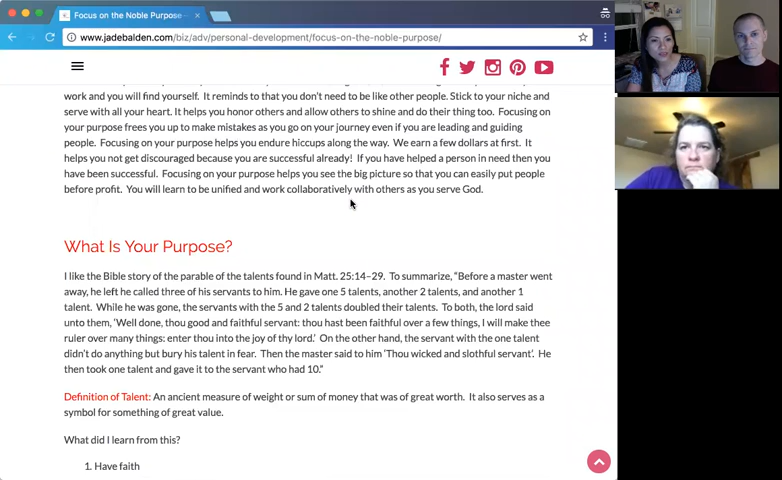 Focus on the Noble Purpose
www.jadebalden.com/biz/adv/personal-development/focus-on-the-noble-purpose/
work and you will find yourself. It reminds to that you don't need to be like other people. Stick to your niche and
serve with all your heart. It helps you honor others and allow others to shine and do their thing too. Focusing on
your purpose frees you up to make mistakes as you go on your journey even if you are leading and guiding
people. Focusing on your purpose helps you endure hiccups along the way. We earn a few dollars at first. It
helps you not get discouraged because you are successful already! If you have helped a person in need then you
have been successful. Focusing on your purpose helps you see the big picture so that you can easily put people
before profit. You will learn to be unified and work collaboratively with others as you serve God.
What Is Your Purpose?
I like the Bible story of the parable of the talents found in Matt. 25:14–29. To summarize, "Before a master went
away, he left he called three of his servants to him. He gave one 5 talents, another 2 talents, and another 1
talent. While he was gone, the servants with the 5 and 2 talents doubled their talents. To both, the lord said
unto them, 'Well done, thou good and faithful servant: thou hast been faithful over a few things, I will make thee
ruler over many things: enter thou into the joy of thy lord.' On the other hand, the servant with the one talent
didn't do anything but bury his talent in fear. Then the master said to him 'Thou wicked and slothful servant'. He
then took one talent and gave it to the servant who had 10."
Definition of Talent: An ancient measure of weight or sum of money that was of great worth. It also serves as a
symbol for something of great value.
What did I learn from this?
1. Have faith